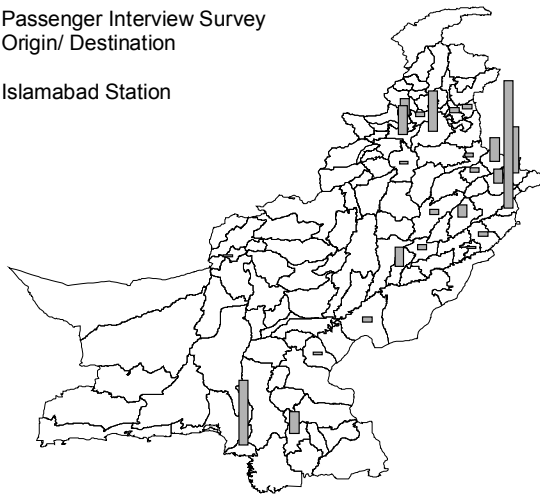 Passenger Interview Survey
Origin/ Destination
Islamabad Station